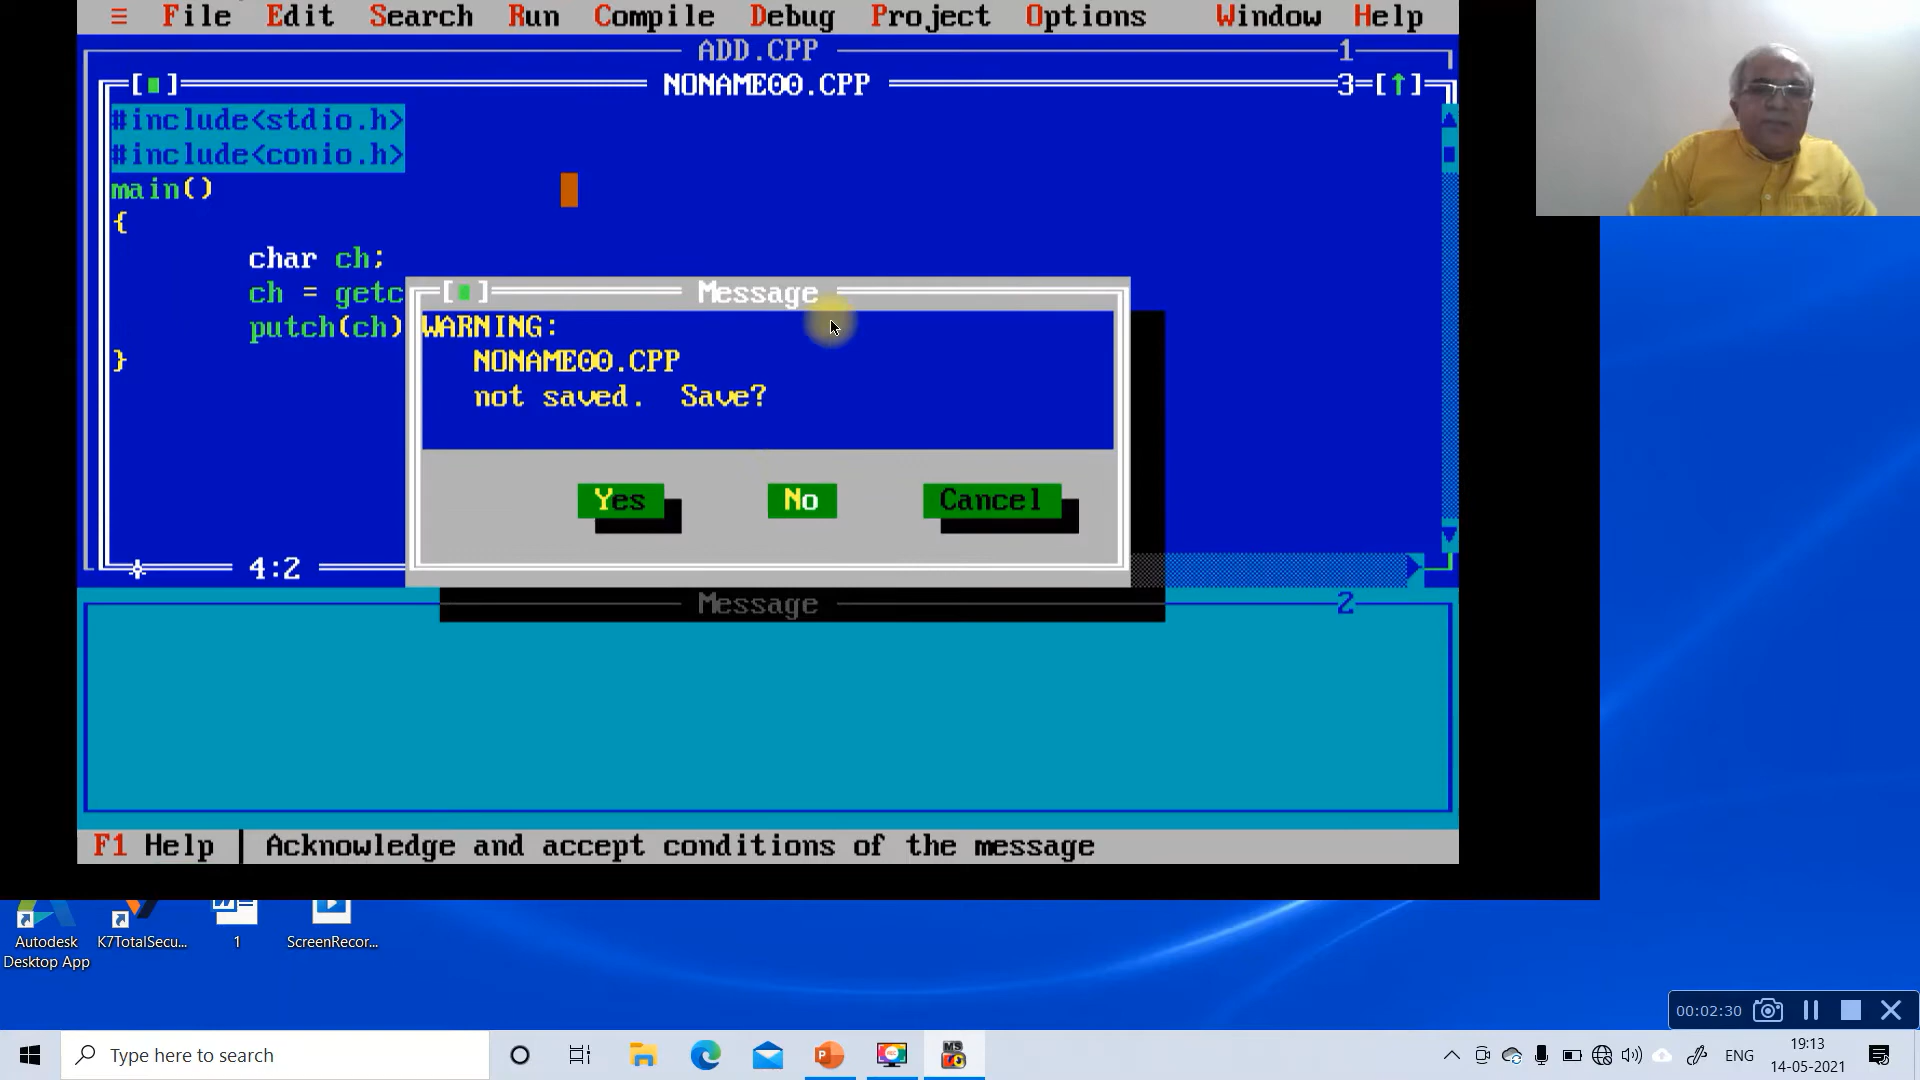 ≡ File Edit Search Run Compile Debug Project Options Window Help
ADD.CPP 1
[■] NONAME00.CPP 3=[↑]
#include<stdio.h>
#include<conio.h>
main()
{
char ch;
ch = getc
putch(ch)
}
[■] Message
WARNING:
NONAME00.CPP
not saved. Save?
Yes No Cancel
4:2
Message 2
F1 Help | Acknowledge and accept conditions of the message
Autodesk
Desktop App
K7TotalSecu...
1
ScreenRecor...
00:02:30
Type here to search
MS
ENG
19:13
14-05-2021